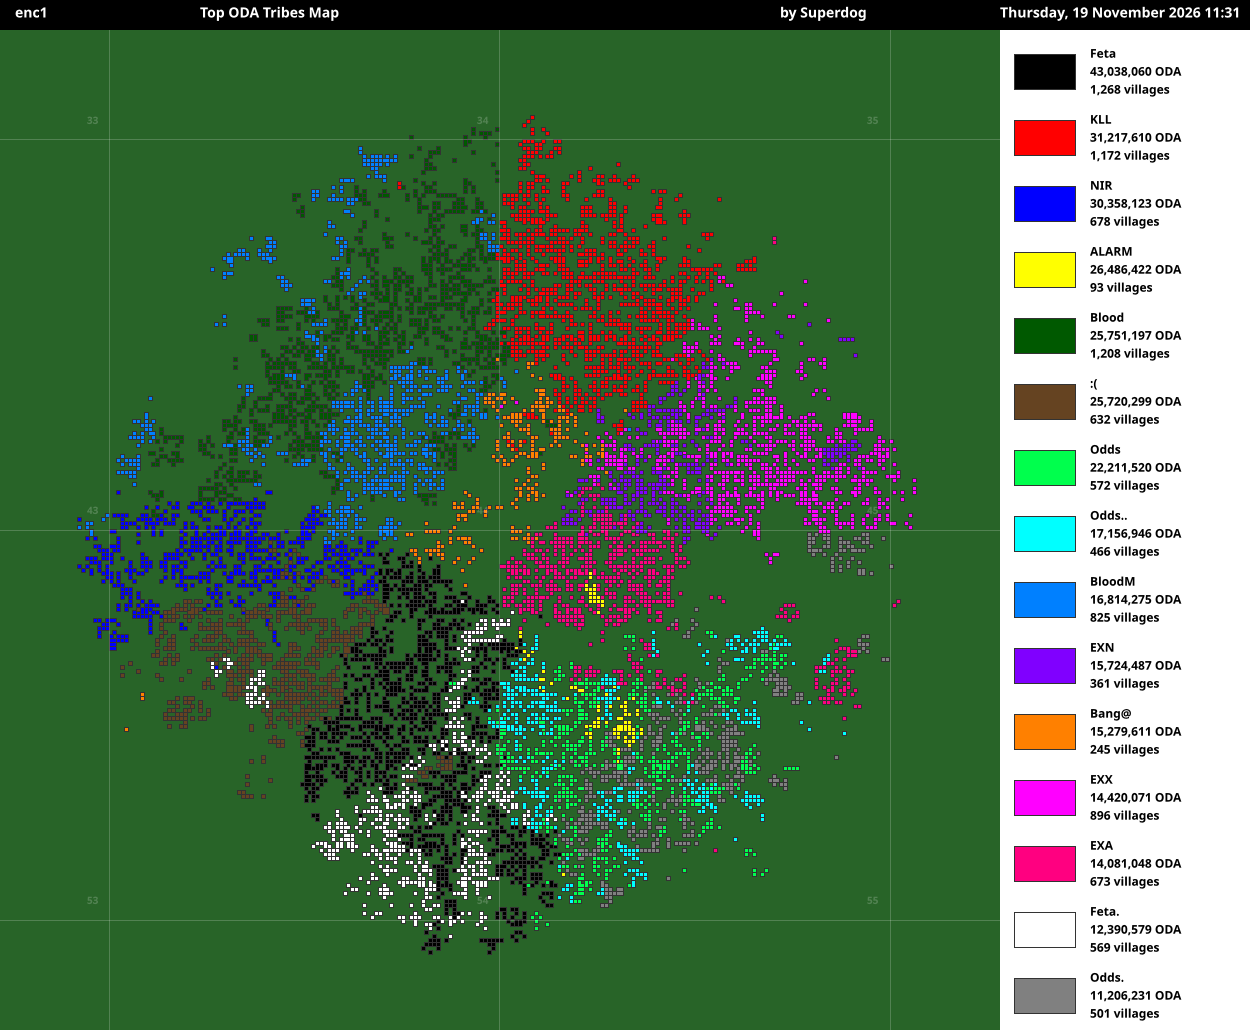 enc1 Top ODA Tribes Map by Superdog Thursday, 19 November 2026 11:31
33 34 35
43 45
53 54 55
Feta
43,038,060 ODA
1,268 villages
KLL
31,217,610 ODA
1,172 villages
NIR
30,358,123 ODA
678 villages
ALARM
26,486,422 ODA
93 villages
Blood
25,751,197 ODA
1,208 villages
:(
25,720,299 ODA
632 villages
Odds
22,211,520 ODA
572 villages
Odds..
17,156,946 ODA
466 villages
BloodM
16,814,275 ODA
825 villages
EXN
15,724,487 ODA
361 villages
Bang@
15,279,611 ODA
245 villages
EXX
14,420,071 ODA
896 villages
EXA
14,081,048 ODA
673 villages
Feta.
12,390,579 ODA
569 villages
Odds.
11,206,231 ODA
501 villages